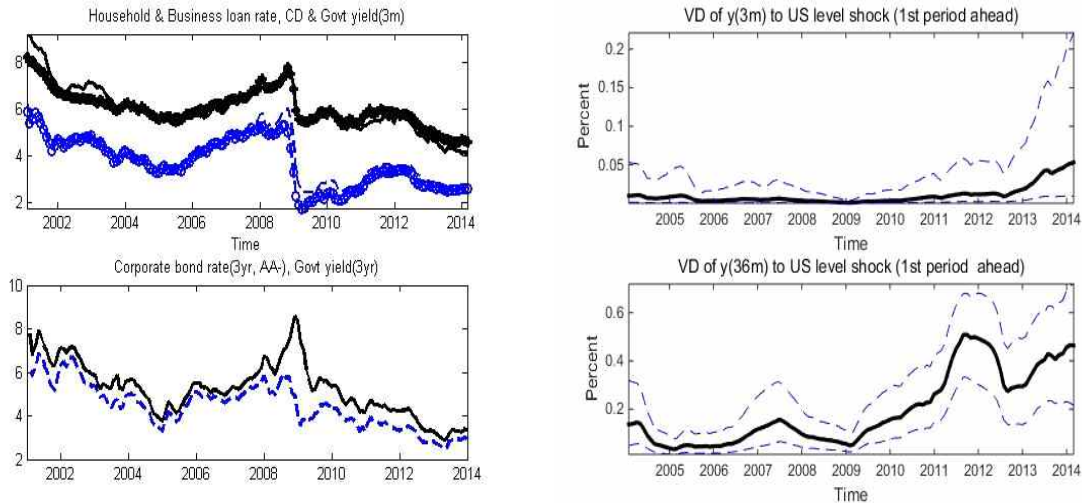 Household & Business loan rate, CD & Govt yield(3m)
8
6
4
2
2002 2004 2006 2008 2010 2012 2014
Time
Corporate bond rate(3yr, AA-), Govt yield(3yr)
10
8
6
4
2
2002 2004 2006 2008 2010 2012 2014
Time
VD of y(3m) to US level shock (1st period ahead)
Percent
0.2
0.15
0.1
0.05
2005 2006 2007 2008 2009 2010 2011 2012 2013 2014
Time
VD of y(36m) to US level shock (1st period ahead)
Percent
0.6
0.4
0.2
2005 2006 2007 2008 2009 2010 2011 2012 2013 2014
Time